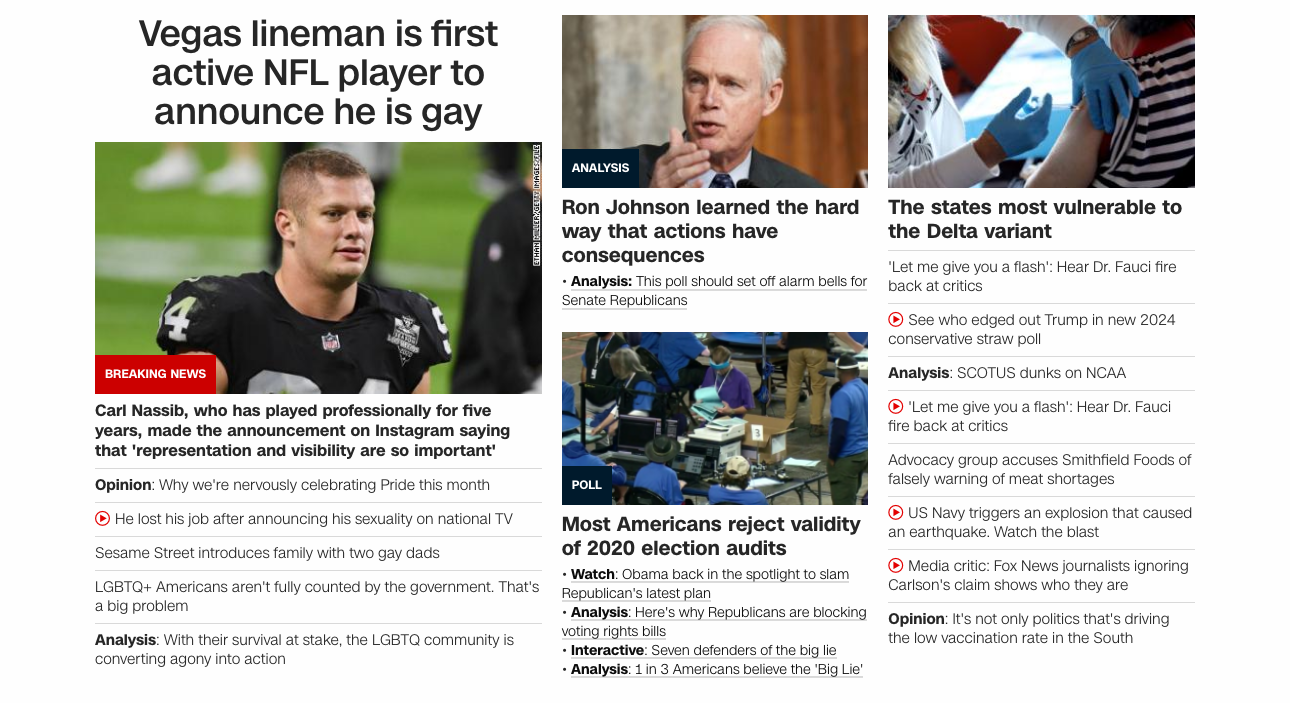 Vegas lineman is first
active NFL player to
announce he is gay
ETHAN MILLER/GETTY IMAGES/FILE
BREAKING NEWS
Carl Nassib, who has played professionally for five
years, made the announcement on Instagram saying
that 'representation and visibility are so important'
Opinion: Why we're nervously celebrating Pride this month
He lost his job after announcing his sexuality on national TV
Sesame Street introduces family with two gay dads
LGBTQ+ Americans aren't fully counted by the government. That's
a big problem
Analysis: With their survival at stake, the LGBTQ community is
converting agony into action
ANALYSIS
Ron Johnson learned the hard
way that actions have
consequences
• Analysis: This poll should set off alarm bells for
Senate Republicans
3
POLL
Most Americans reject validity
of 2020 election audits
• Watch: Obama back in the spotlight to slam
Republican's latest plan
• Analysis: Here's why Republicans are blocking
voting rights bills
• Interactive: Seven defenders of the big lie
• Analysis: 1 in 3 Americans believe the 'Big Lie'
The states most vulnerable to
the Delta variant
'Let me give you a flash': Hear Dr. Fauci fire
back at critics
See who edged out Trump in new 2024
conservative straw poll
Analysis: SCOTUS dunks on NCAA
'Let me give you a flash': Hear Dr. Fauci
fire back at critics
Advocacy group accuses Smithfield Foods of
falsely warning of meat shortages
US Navy triggers an explosion that caused
an earthquake. Watch the blast
Media critic: Fox News journalists ignoring
Carlson's claim shows who they are
Opinion: It's not only politics that's driving
the low vaccination rate in the South